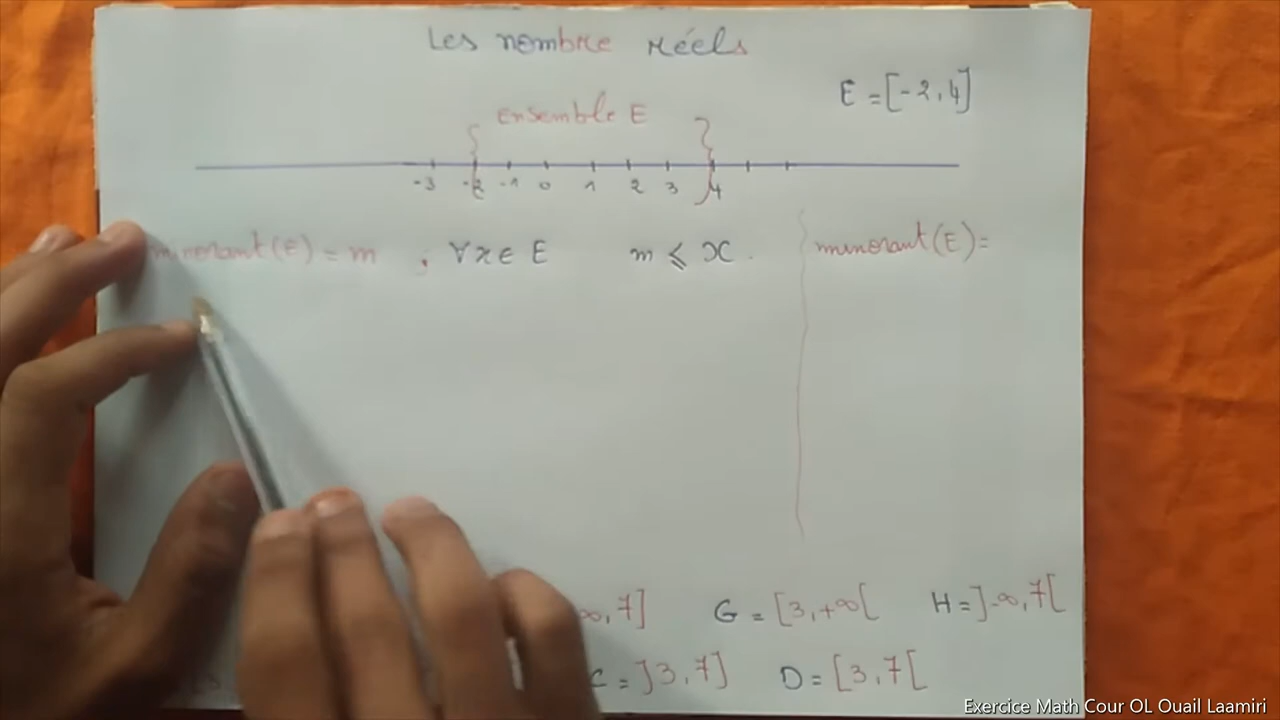 Les nombre réels
E = [-2, 4]
ensemble E
-3 -2 -1 0 1 2 3 4
minorant(E) = m , ∀x∈E m ⩽ x .
minorant(E) =
∞, 7] G = [3, +∞[ H = ]-∞, 7[
C = ]3, 7] D = [3, 7[
Exercice Math Cour OL Ouail Laamiri